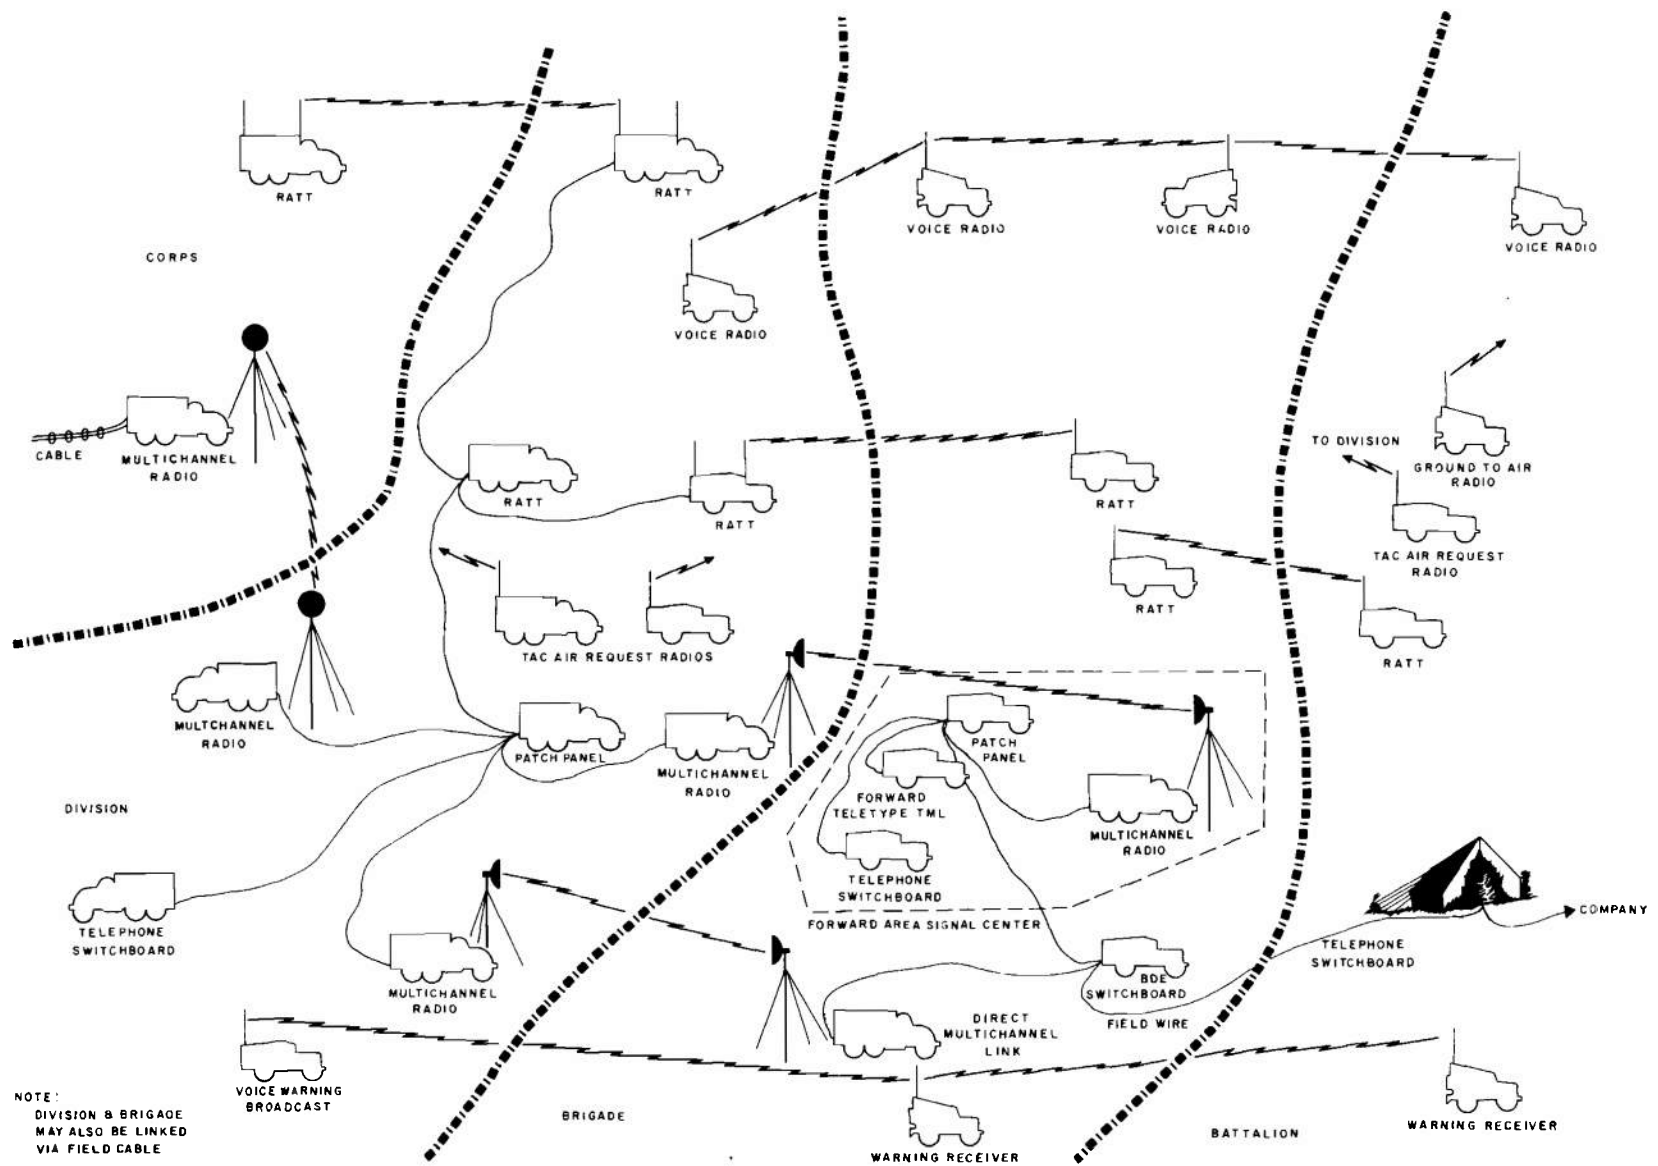 RATT
RATT
CORPS
VOICE RADIO
VOICE RADIO
VOICE RADIO
VOICE RADIO
CABLE
MULTICHANNEL
RADIO
RATT
RATT
RATT
TO DIVISION
GROUND TO AIR
RADIO
TAC AIR REQUEST
RADIO
RATT
RATT
TAC AIR REQUEST RADIOS
MULTCHANNEL
RADIO
PATCH PANEL
MULTICHANNEL
RADIO
PATCH
PANEL
FORWARD
TELETYPE TML
MULTICHANNEL
RADIO
TELEPHONE
SWITCHBOARD
FORWARD AREA SIGNAL CENTER
DIVISION
TELEPHONE
SWITCHBOARD
MULTICHANNEL
RADIO
COMPANY
TELEPHONE
SWITCHBOARD
BDE
SWITCHBOARD
FIELD WIRE
DIRECT
MULTICHANNEL
LINK
VOICE WARNING
BROADCAST
BRIGADE
WARNING RECEIVER
BATTALION
WARNING RECEIVER
NOTE:
DIVISION & BRIGADE
MAY ALSO BE LINKED
VIA FIELD CABLE